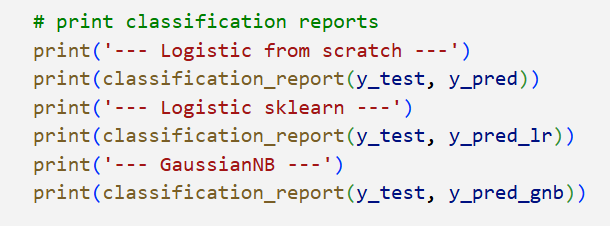 # print classification reports
print('--- Logistic from scratch ---')
print(classification_report(y_test, y_pred))
print('--- Logistic sklearn ---')
print(classification_report(y_test, y_pred_lr))
print('--- GaussianNB ---')
print(classification_report(y_test, y_pred_gnb))